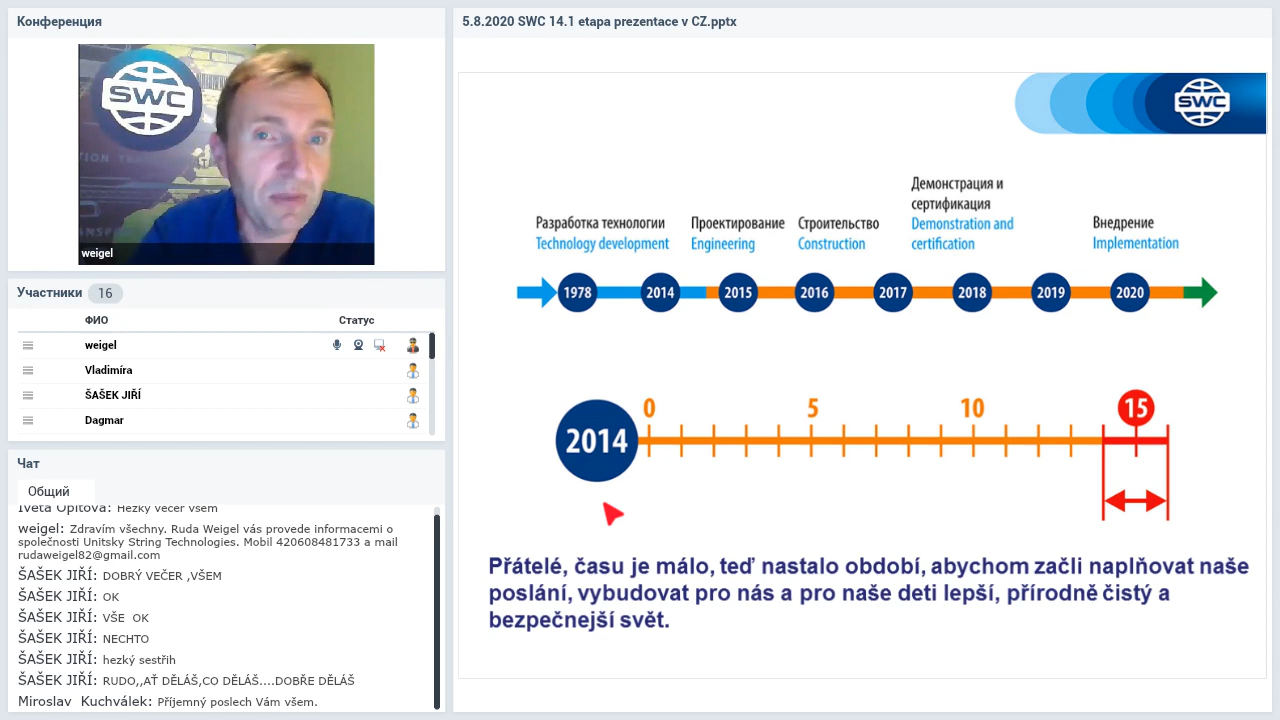 Конференция
SWC
weigel
Участники 16
ФИО Статус
weigel
Vladimíra
ŠAŠEK JIŘÍ
Dagmar
Чат
Общий
Iveta Opitová: Hezký večer všem
weigel: Zdravím všechny. Ruda Weigel vás provede informacemi o
společnosti Unitsky String Technologies. Mobil 420608481733 a mail
rudaweigel82@gmail.com
ŠAŠEK JIŘÍ: DOBRÝ VEČER ,VŠEM
ŠAŠEK JIŘÍ: OK
ŠAŠEK JIŘÍ: VŠE OK
ŠAŠEK JIŘÍ: NECHTO
ŠAŠEK JIŘÍ: hezký sestřih
ŠAŠEK JIŘÍ: RUDO,,AŤ DĚLÁŠ,CO DĚLÁŠ....DOBŘE DĚLÁŠ
Miroslav Kuchválek: Příjemný poslech Vám všem.
5.8.2020 SWC 14.1 etapa prezentace v CZ.pptx
SWC
Разработка технологии
Technology development
Проектирование
Engineering
Строительство
Construction
Демонстрация и
сертификация
Demonstration and
certification
Внедрение
Implementation
1978 2014 2015 2016 2017 2018 2019 2020
0 5 10 15
2014
Přátelé, času je málo, teď nastalo období, abychom začli naplňovat naše
poslání, vybudovat pro nás a pro naše deti lepší, přírodně čistý a
bezpečnejší svět.